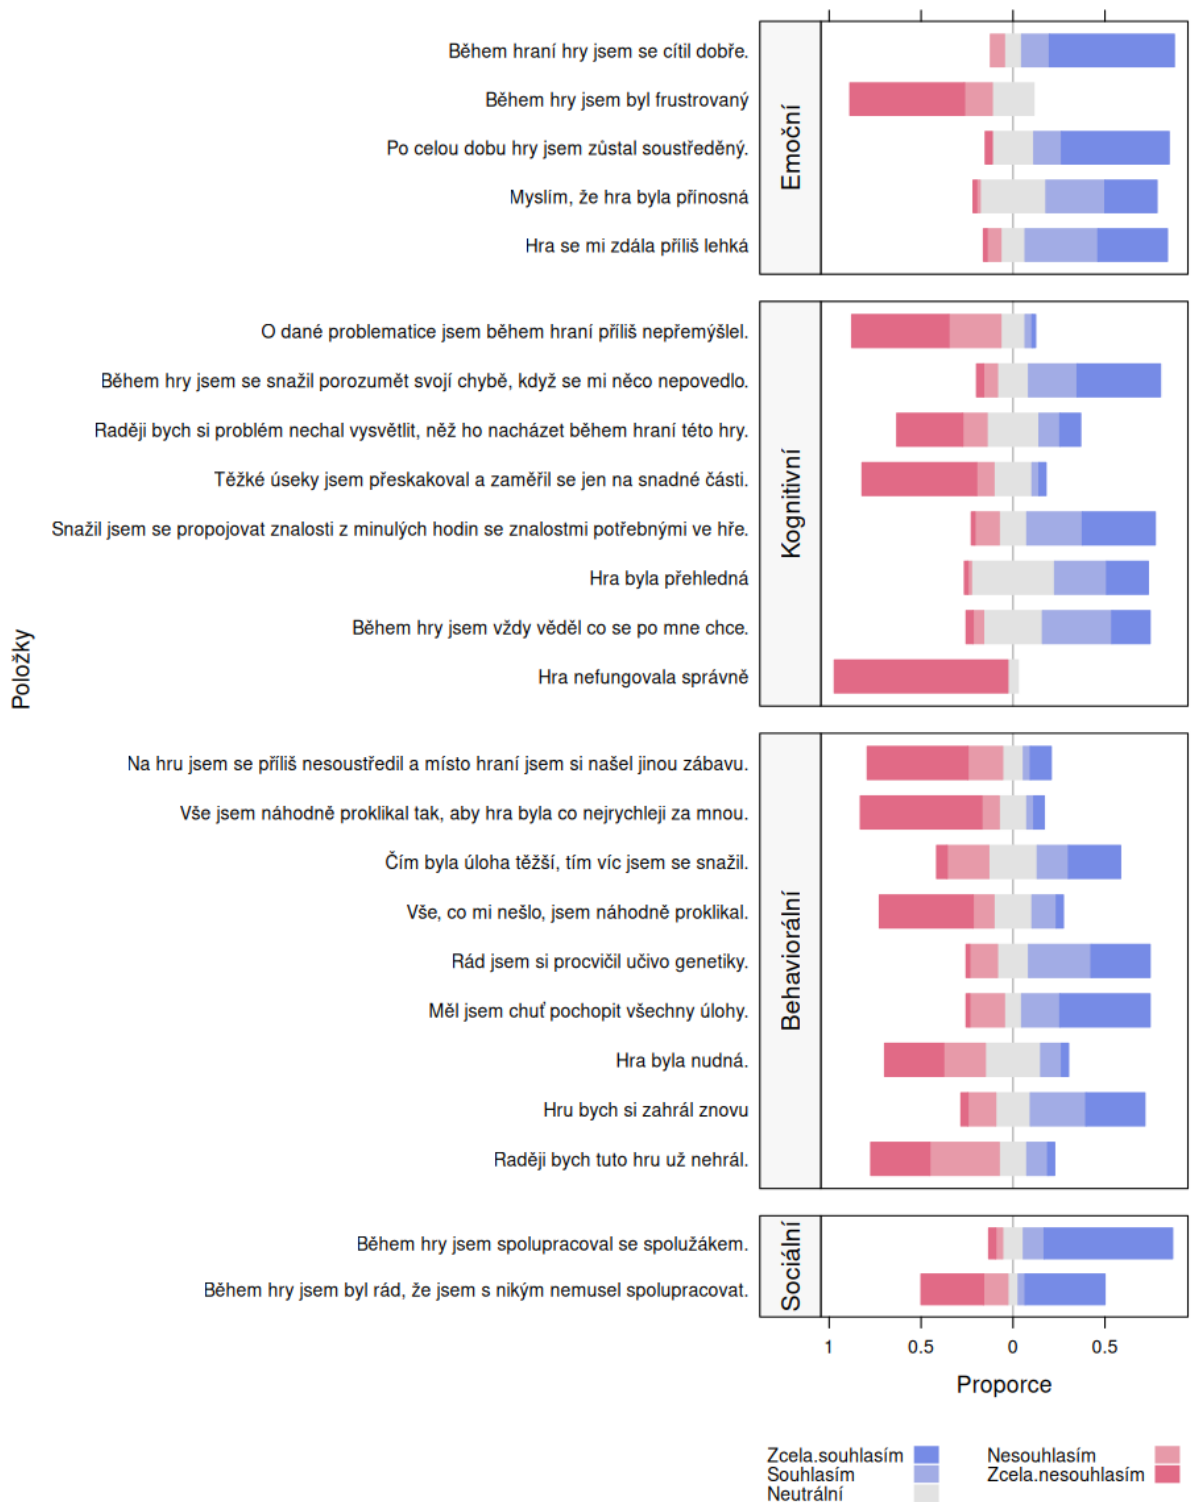 Emoční
Během hraní hry jsem se cítil dobře.
Během hry jsem byl frustrovaný
Po celou dobu hry jsem zůstal soustředěný.
Myslím, že hra byla přínosná
Hra se mi zdála příliš lehká
Kognitivní
O dané problematice jsem během hraní příliš nepřemýšlel.
Během hry jsem se snažil porozumět svojí chybě, když se mi něco nepovedlo.
Raději bych si problém nechal vysvětlit, něž ho nacházet během hraní této hry.
Těžké úseky jsem přeskakoval a zaměřil se jen na snadné části.
Snažil jsem se propojovat znalosti z minulých hodin se znalostmi potřebnými ve hře.
Hra byla přehledná
Během hry jsem vždy věděl co se po mne chce.
Hra nefungovala správně
Položky
Behaviorální
Na hru jsem se příliš nesoustředil a místo hraní jsem si našel jinou zábavu.
Vše jsem náhodně proklikal tak, aby hra byla co nejrychleji za mnou.
Čím byla úloha těžší, tím víc jsem se snažil.
Vše, co mi nešlo, jsem náhodně proklikal.
Rád jsem si procvičil učivo genetiky.
Měl jsem chuť pochopit všechny úlohy.
Hra byla nudná.
Hru bych si zahrál znovu
Raději bych tuto hru už nehrál.
Sociální
Během hry jsem spolupracoval se spolužákem.
Během hry jsem byl rád, že jsem s nikým nemusel spolupracovat.
1 0.5 0 0.5
Proporce
Zcela.souhlasím Nesouhlasím
Souhlasím Zcela.nesouhlasím
Neutrální